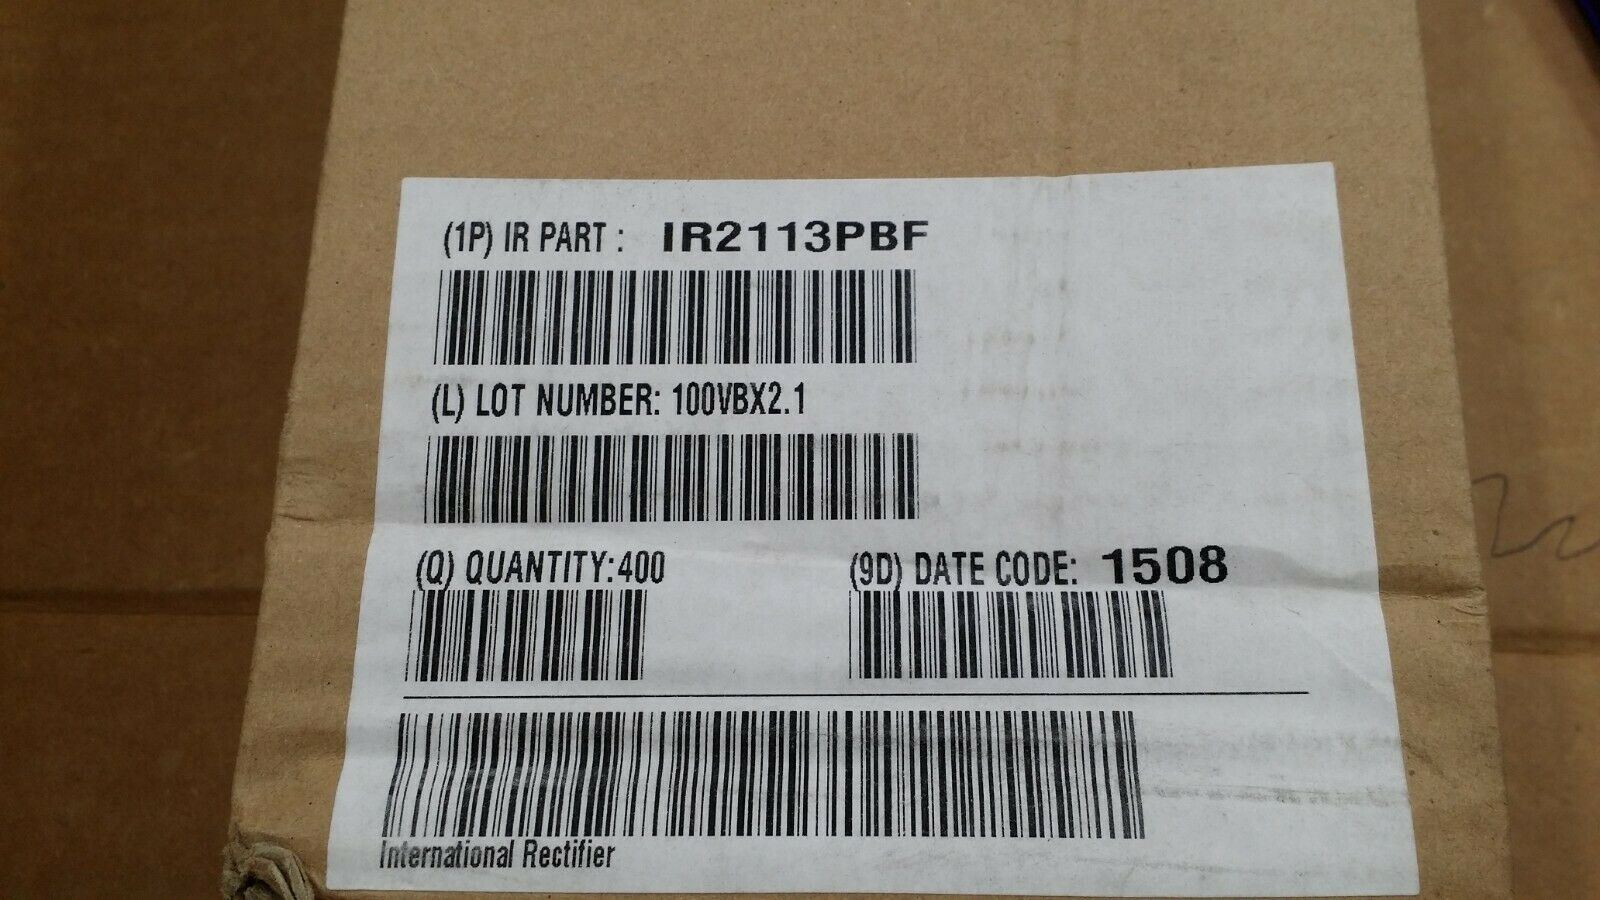 (1P) IR PART : IR2113PBF
(L) LOT NUMBER: 100VBX2.1
(Q) QUANTITY:400
(9D) DATE CODE: 1508
International Rectifier